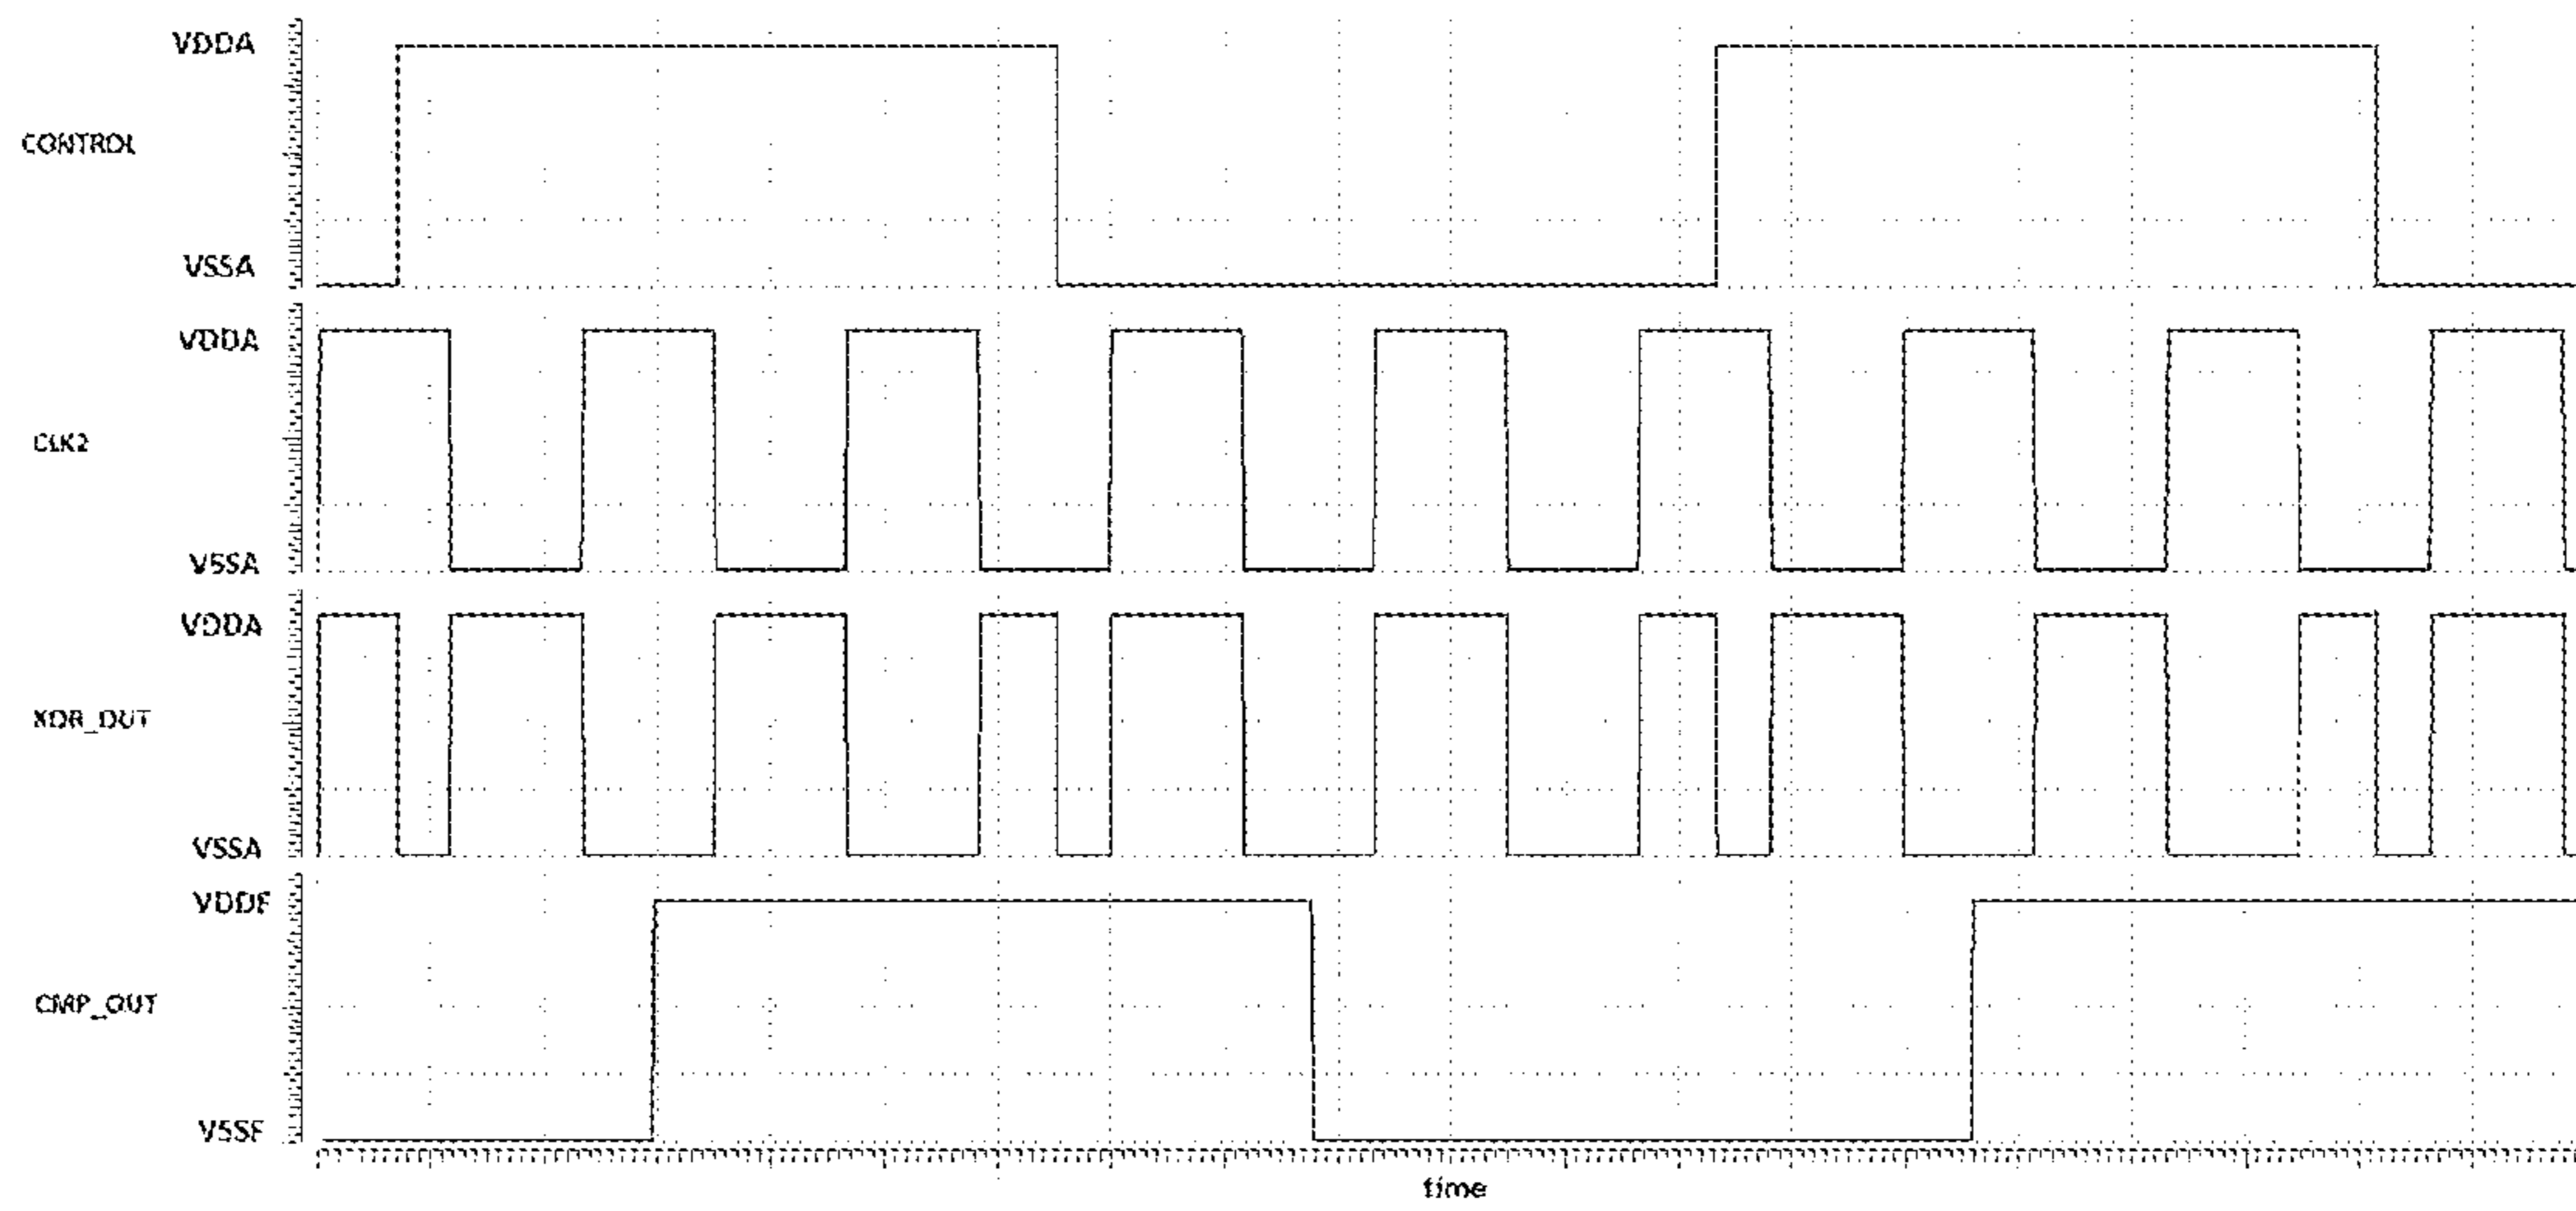 VDDA
CONTROL
VSSA
VDDA
CLK2
VSSA
VDDA
XOR_OUT
VSSA
VDDF
CMP_OUT
VSSF
time